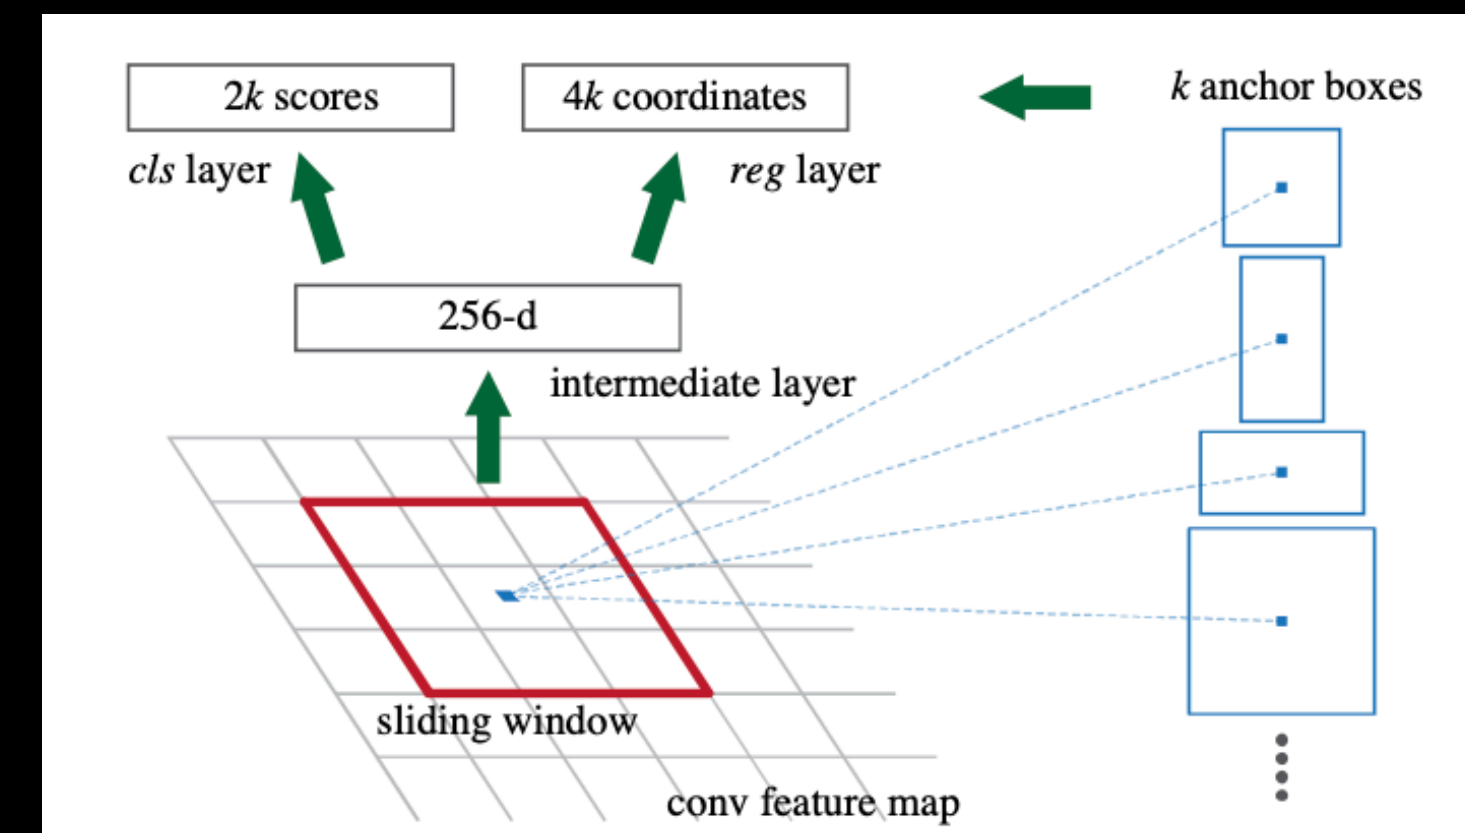 2k scores
4k coordinates
k anchor boxes
cls layer
reg layer
256-d
intermediate layer
sliding window
conv feature map